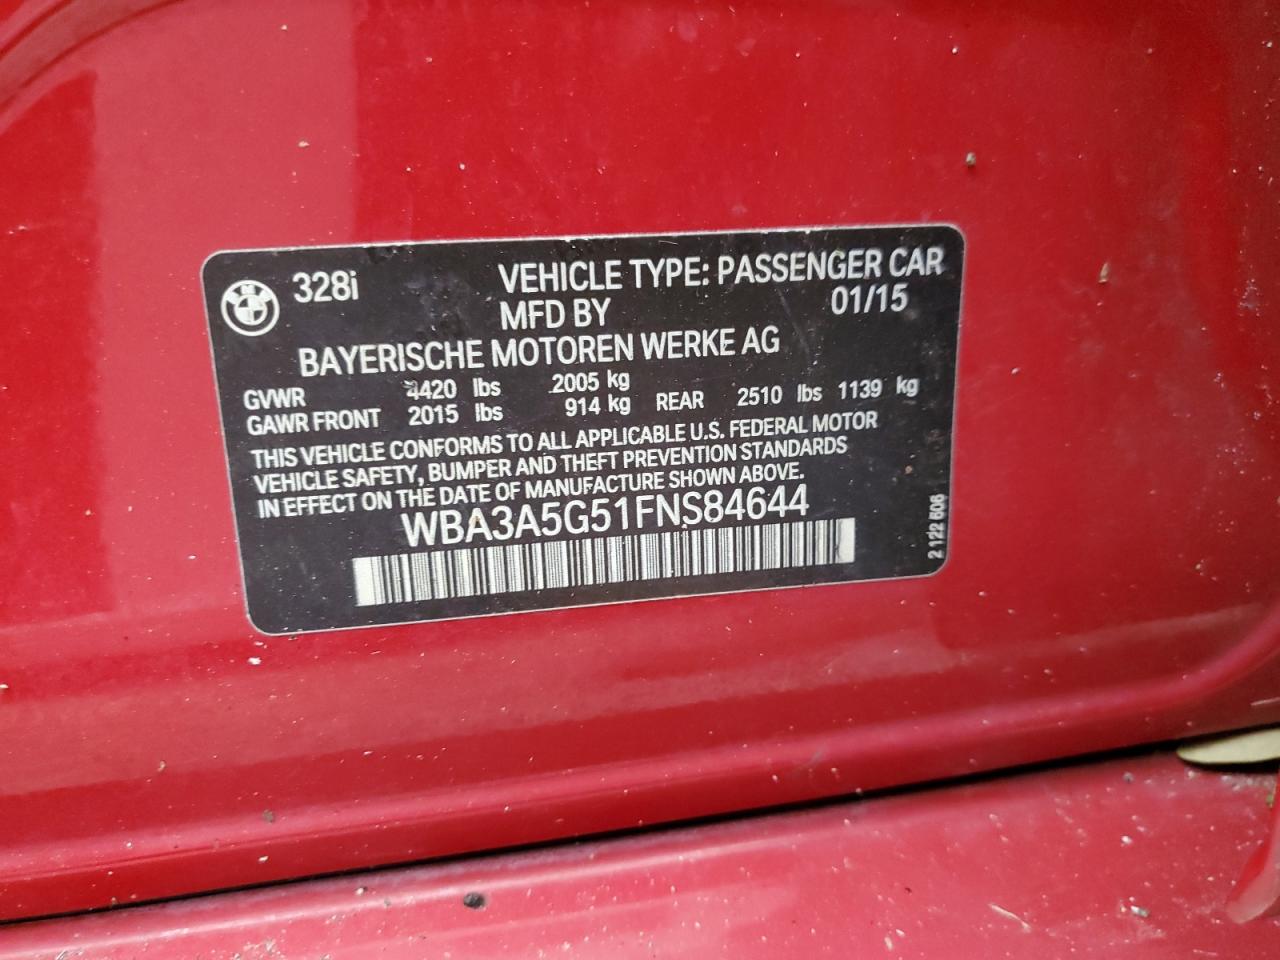 BMW 328i VEHICLE TYPE: PASSENGER CAR
MFD BY 01/15
BAYERISCHE MOTOREN WERKE AG
GVWR 4420 lbs 2005 kg
GAWR FRONT 2015 lbs 914 kg REAR 2510 lbs 1139 kg
THIS VEHICLE CONFORMS TO ALL APPLICABLE U.S. FEDERAL MOTOR
VEHICLE SAFETY, BUMPER AND THEFT PREVENTION STANDARDS
IN EFFECT ON THE DATE OF MANUFACTURE SHOWN ABOVE.
WBA3A5G51FNS84644
2 122 606